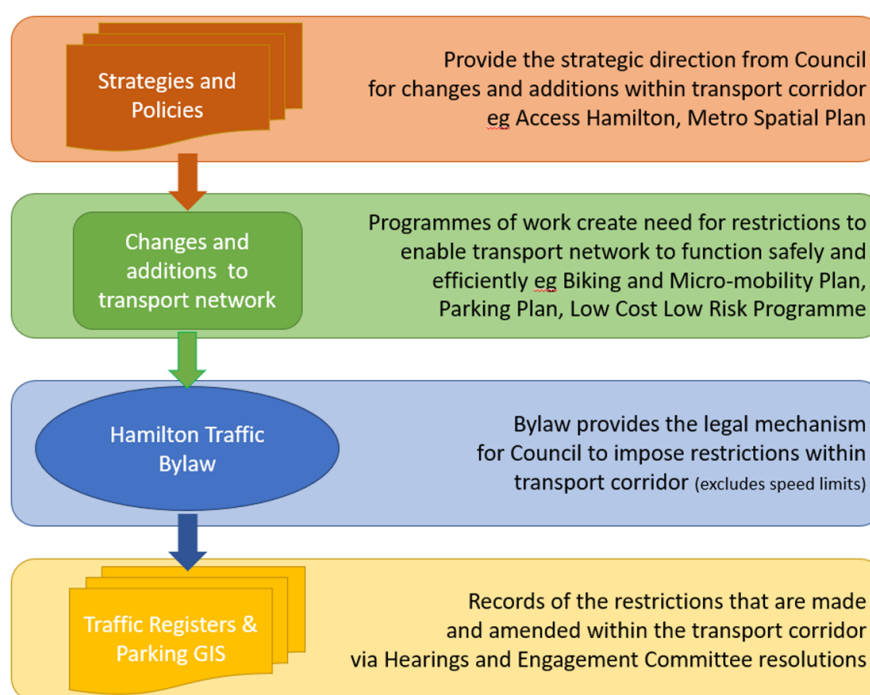 Strategies and
Policies
Provide the strategic direction from Council
for changes and additions within transport corridor
eg Access Hamilton, Metro Spatial Plan
Changes and
additions to
transport network
Programmes of work create need for restrictions to
enable transport network to function safely and
efficiently eg Biking and Micro-mobility Plan,
Parking Plan, Low Cost Low Risk Programme
Hamilton Traffic
Bylaw
Bylaw provides the legal mechanism
for Council to impose restrictions within
transport corridor (excludes speed limits)
Traffic Registers &
Parking GIS
Records of the restrictions that are made
and amended within the transport corridor
via Hearings and Engagement Committee resolutions